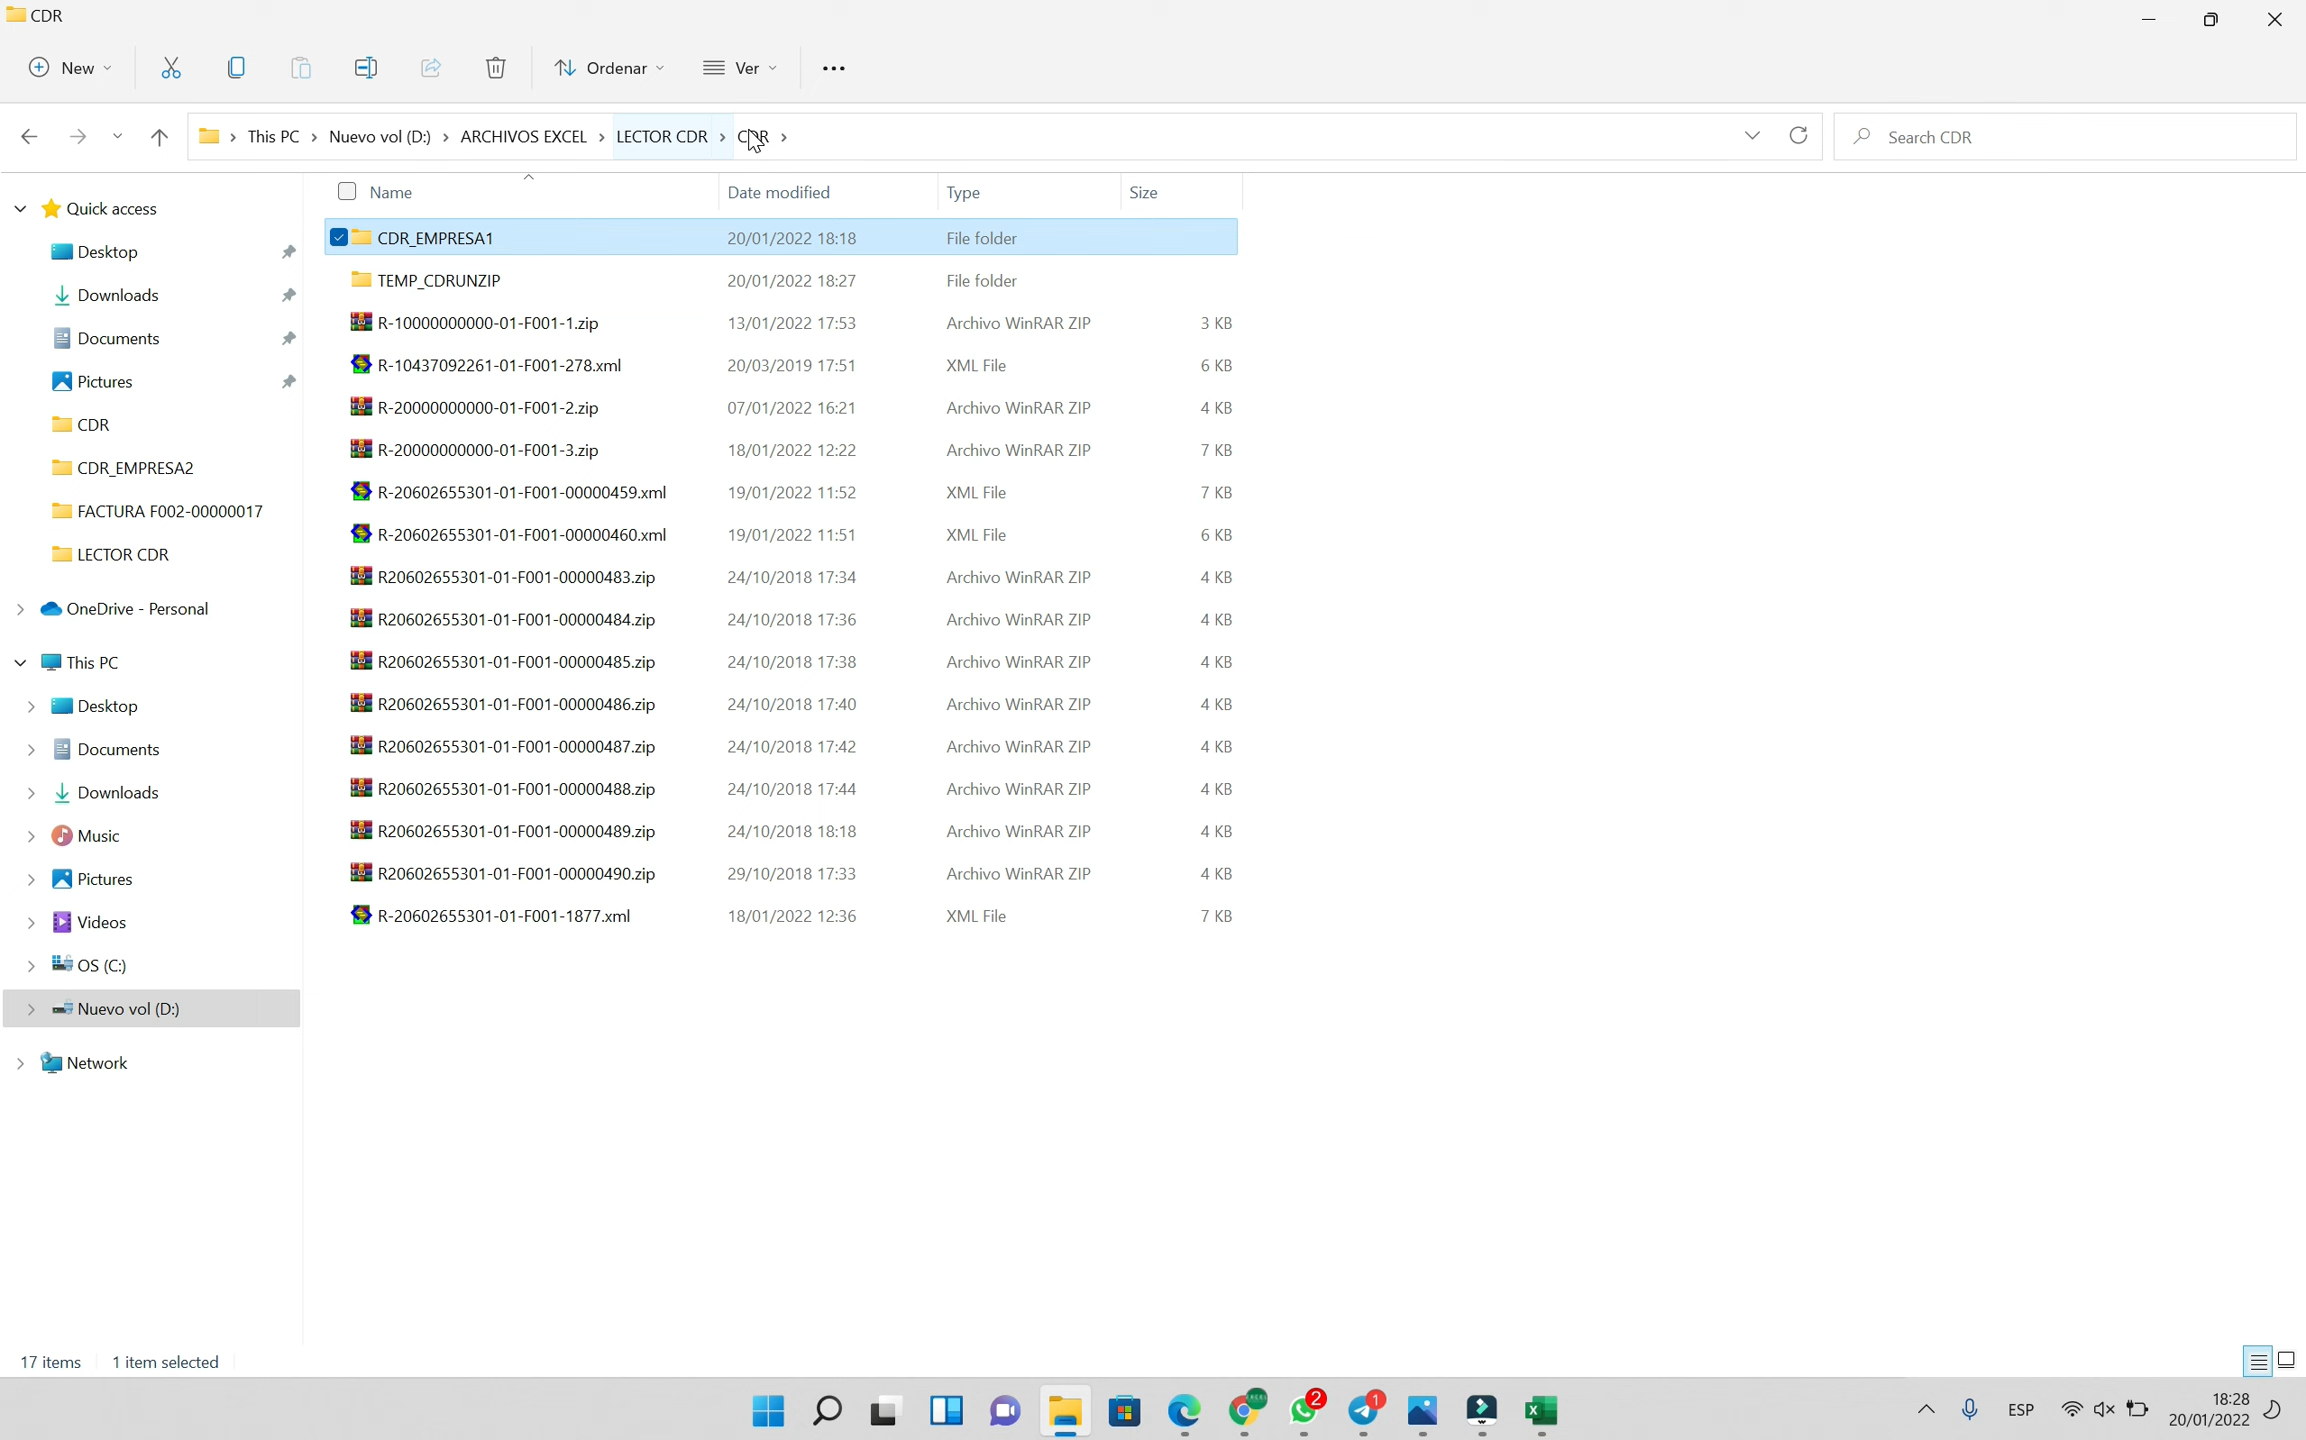 CDR
New
Ordenar
Ver
This PC > Nuevo vol (D:) > ARCHIVOS EXCEL > LECTOR CDR > CDR >
Search CDR
Name Date modified Type Size
Quick access
Desktop
Downloads
Documents
Pictures
CDR
CDR_EMPRESA2
FACTURA F002-00000017
LECTOR CDR
OneDrive - Personal
This PC
Desktop
Documents
Downloads
Music
Pictures
Videos
OS (C:)
Nuevo vol (D:)
Network
CDR_EMPRESA1 20/01/2022 18:18 File folder
TEMP_CDRUNZIP 20/01/2022 18:27 File folder
R-10000000000-01-F001-1.zip 13/01/2022 17:53 Archivo WinRAR ZIP 3 KB
R-10437092261-01-F001-278.xml 20/03/2019 17:51 XML File 6 KB
R-20000000000-01-F001-2.zip 07/01/2022 16:21 Archivo WinRAR ZIP 4 KB
R-20000000000-01-F001-3.zip 18/01/2022 12:22 Archivo WinRAR ZIP 7 KB
R-20602655301-01-F001-00000459.xml 19/01/2022 11:52 XML File 7 KB
R-20602655301-01-F001-00000460.xml 19/01/2022 11:51 XML File 6 KB
R20602655301-01-F001-00000483.zip 24/10/2018 17:34 Archivo WinRAR ZIP 4 KB
R20602655301-01-F001-00000484.zip 24/10/2018 17:36 Archivo WinRAR ZIP 4 KB
R20602655301-01-F001-00000485.zip 24/10/2018 17:38 Archivo WinRAR ZIP 4 KB
R20602655301-01-F001-00000486.zip 24/10/2018 17:40 Archivo WinRAR ZIP 4 KB
R20602655301-01-F001-00000487.zip 24/10/2018 17:42 Archivo WinRAR ZIP 4 KB
R20602655301-01-F001-00000488.zip 24/10/2018 17:44 Archivo WinRAR ZIP 4 KB
R20602655301-01-F001-00000489.zip 24/10/2018 18:18 Archivo WinRAR ZIP 4 KB
R20602655301-01-F001-00000490.zip 29/10/2018 17:33 Archivo WinRAR ZIP 4 KB
R-20602655301-01-F001-1877.xml 18/01/2022 12:36 XML File 7 KB
17 items 1 item selected
2
1
ESP
18:28
20/01/2022